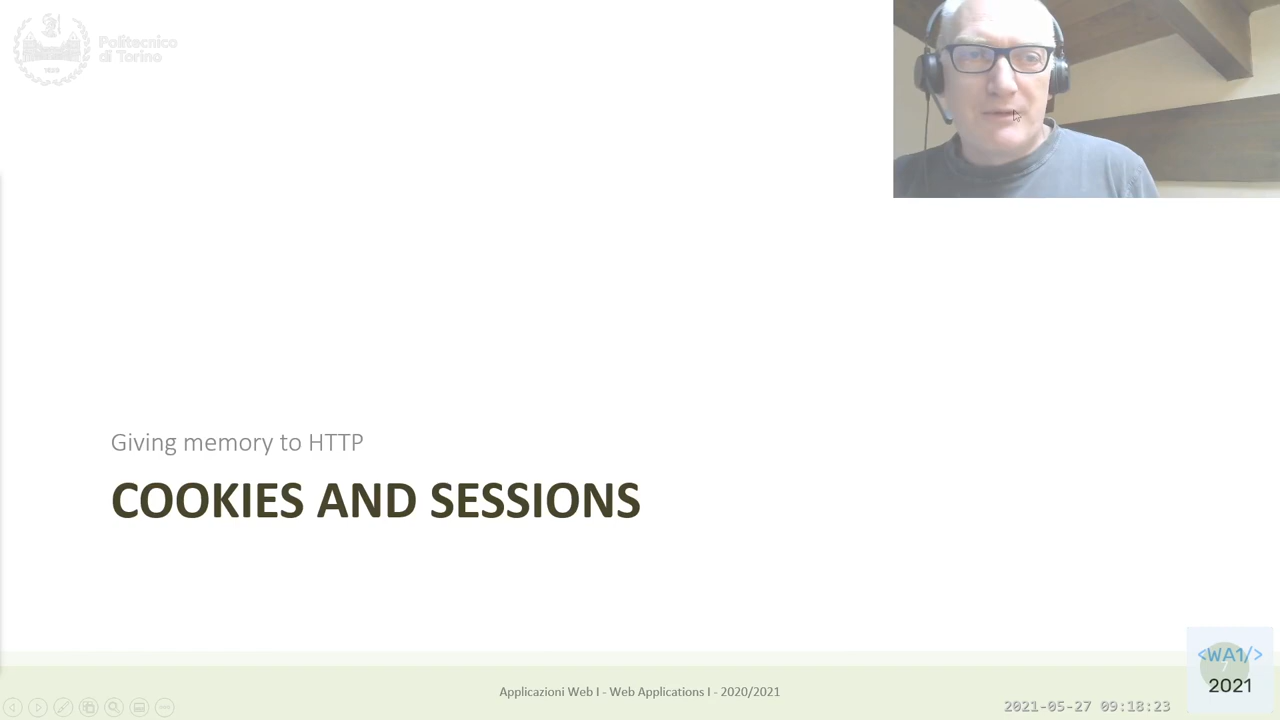 Politecnico
di Torino
Giving memory to HTTP
COOKIES AND SESSIONS
Applicazioni Web I - Web Applications I - 2020/2021
2021-05-27 09:18:23
<WA1/>
7
2021